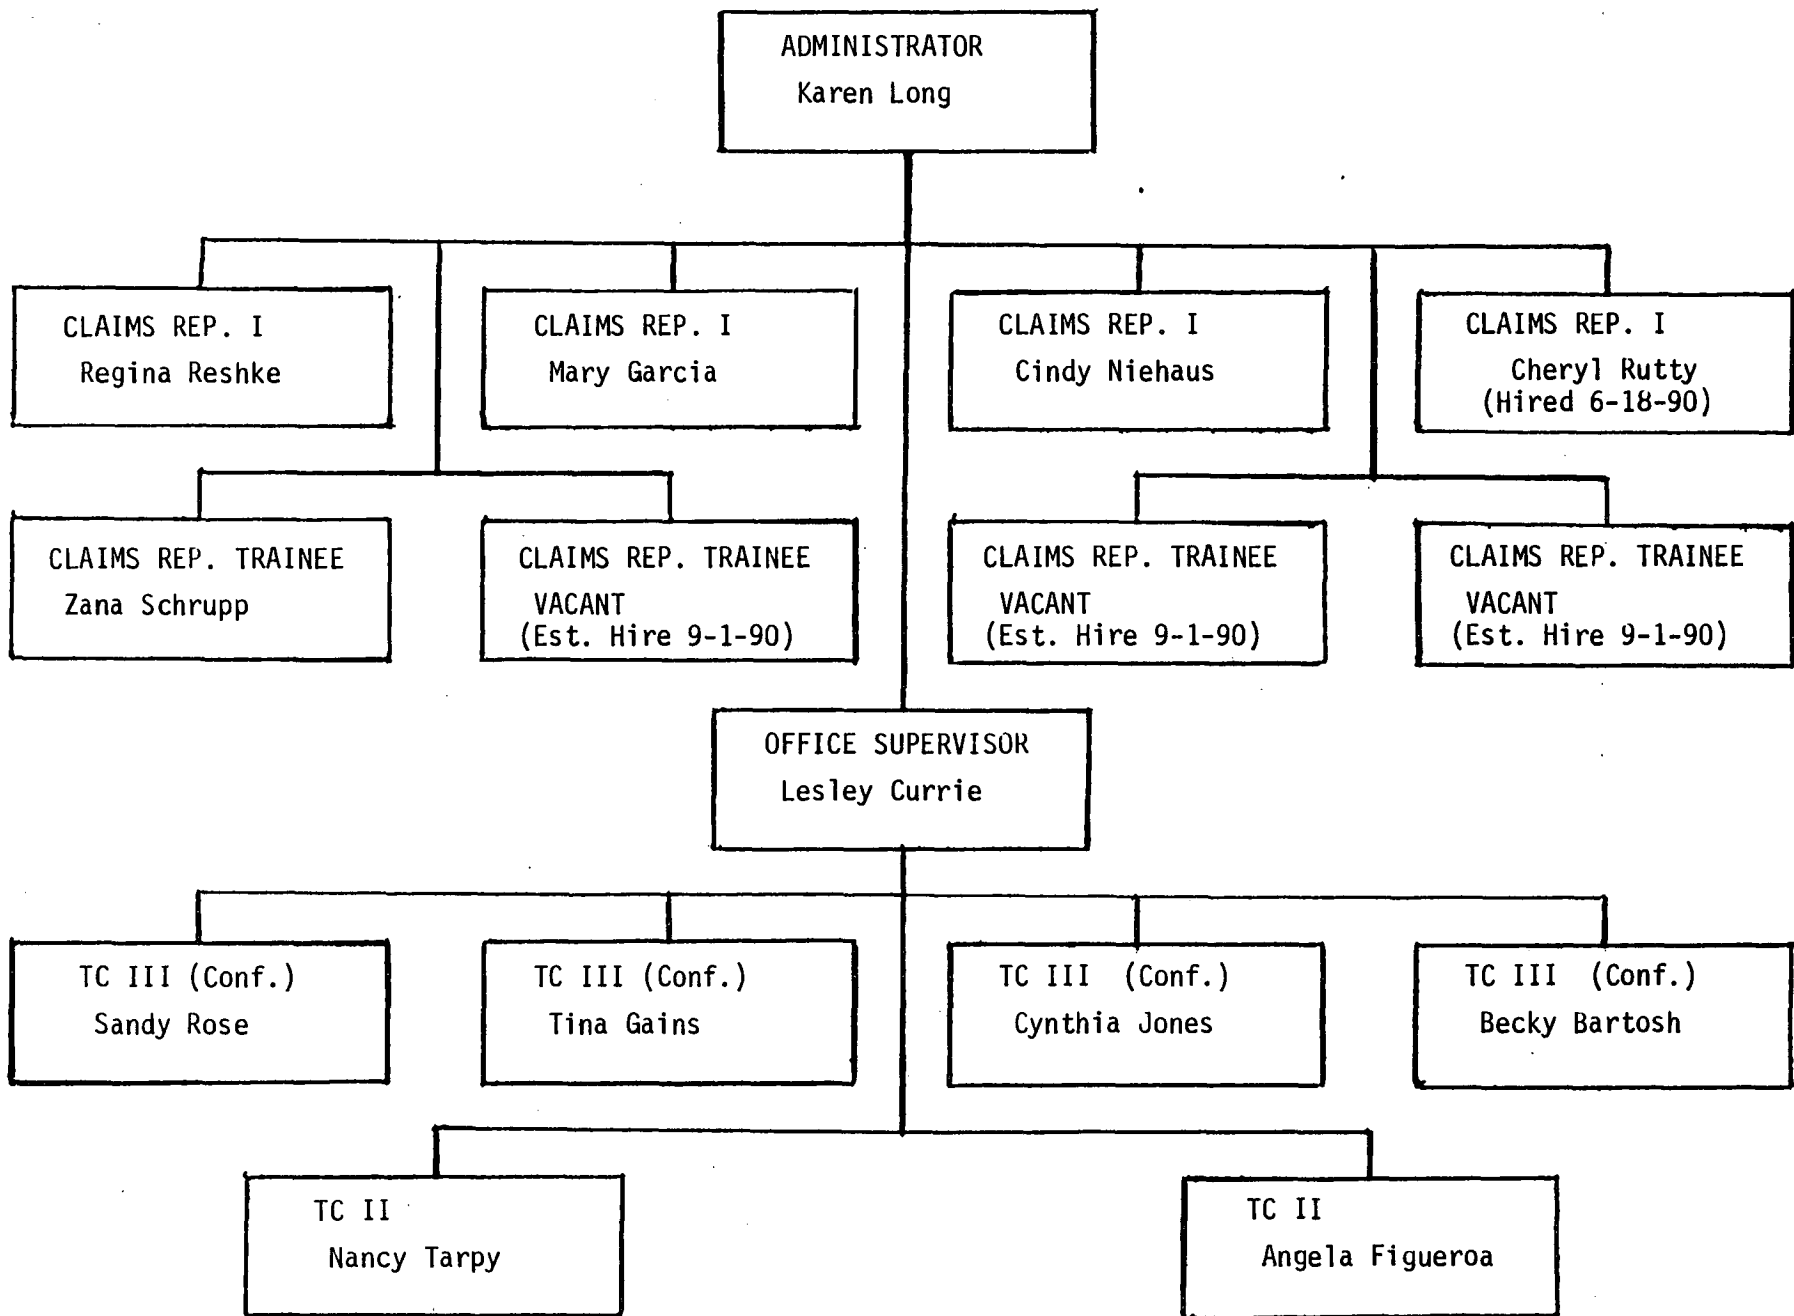 ADMINISTRATOR
Karen Long
CLAIMS REP. I
Regina Reshke
CLAIMS REP. I
Mary Garcia
CLAIMS REP. I
Cindy Niehaus
CLAIMS REP. I
Cheryl Rutty
(Hired 6-18-90)
CLAIMS REP. TRAINEE
Zana Schrupp
CLAIMS REP. TRAINEE
VACANT
(Est. Hire 9-1-90)
CLAIMS REP. TRAINEE
VACANT
(Est. Hire 9-1-90)
CLAIMS REP. TRAINEE
VACANT
(Est. Hire 9-1-90)
OFFICE SUPERVISOR
Lesley Currie
TC III (Conf.)
Sandy Rose
TC III (Conf.)
Tina Gains
TC III (Conf.)
Cynthia Jones
TC III (Conf.)
Becky Bartosh
TC II
Nancy Tarpy
TC II
Angela Figueroa